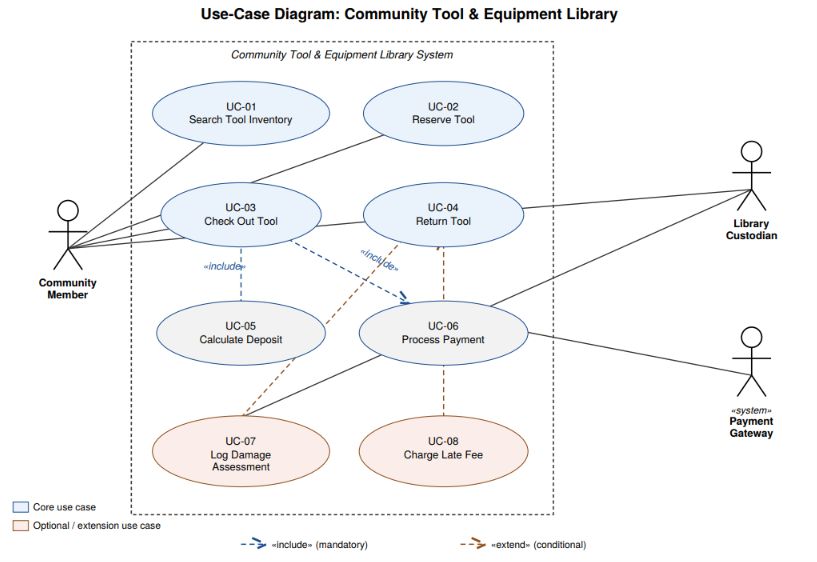 Use-Case Diagram: Community Tool & Equipment Library
Community Tool & Equipment Library System
UC-01
Search Tool Inventory
UC-02
Reserve Tool
UC-03
Check Out Tool
UC-04
Return Tool
Community
Member
Library
Custodian
«include»
«include»
UC-05
Calculate Deposit
UC-06
Process Payment
«system»
Payment
Gateway
UC-07
Log Damage
Assessment
UC-08
Charge Late Fee
Core use case
Optional / extension use case
«include» (mandatory)
«extend» (conditional)